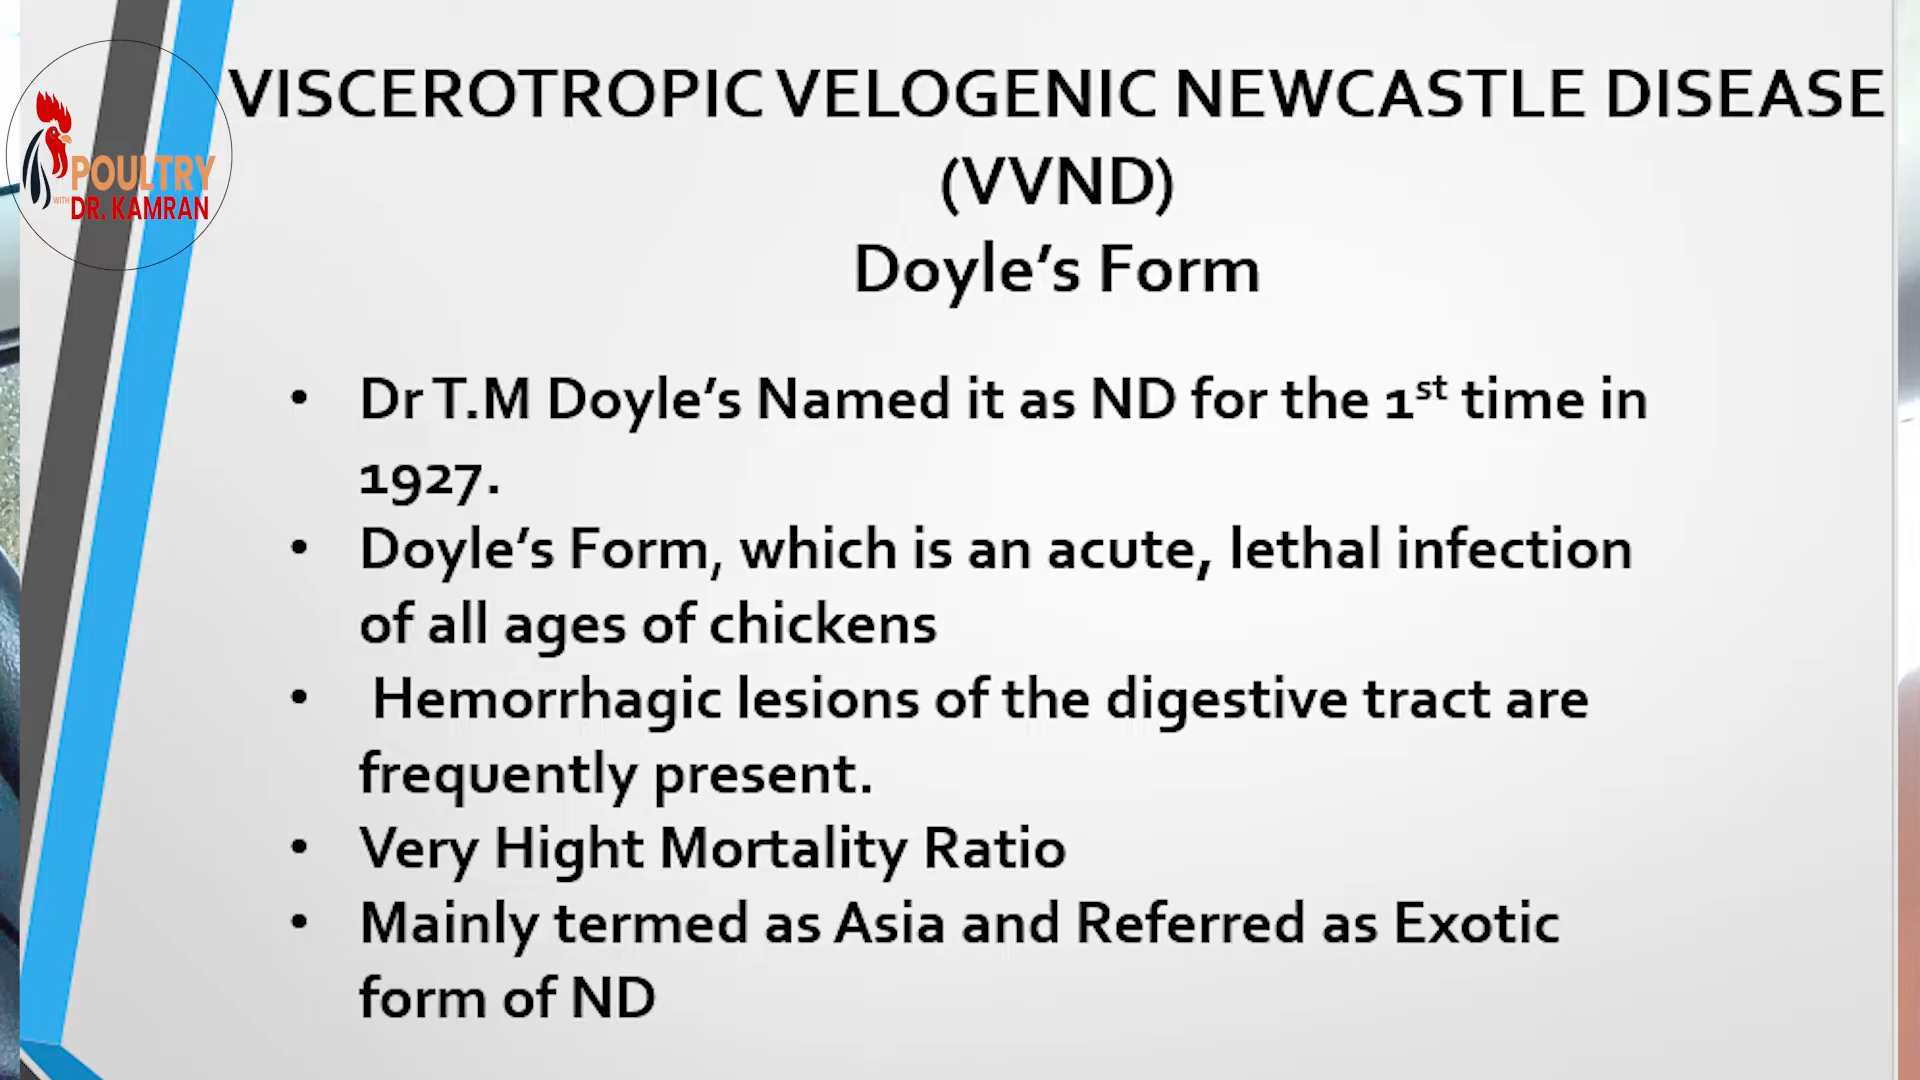 VISCEROTROPIC VELOGENIC NEWCASTLE DISEASE
(VVND)
Doyle's Form
POULTRY
WITH
DR. KAMRAN
• Dr T.M Doyle's Named it as ND for the 1st time in
1927.
• Doyle's Form, which is an acute, lethal infection
of all ages of chickens
• Hemorrhagic lesions of the digestive tract are
frequently present.
• Very Hight Mortality Ratio
• Mainly termed as Asia and Referred as Exotic
form of ND